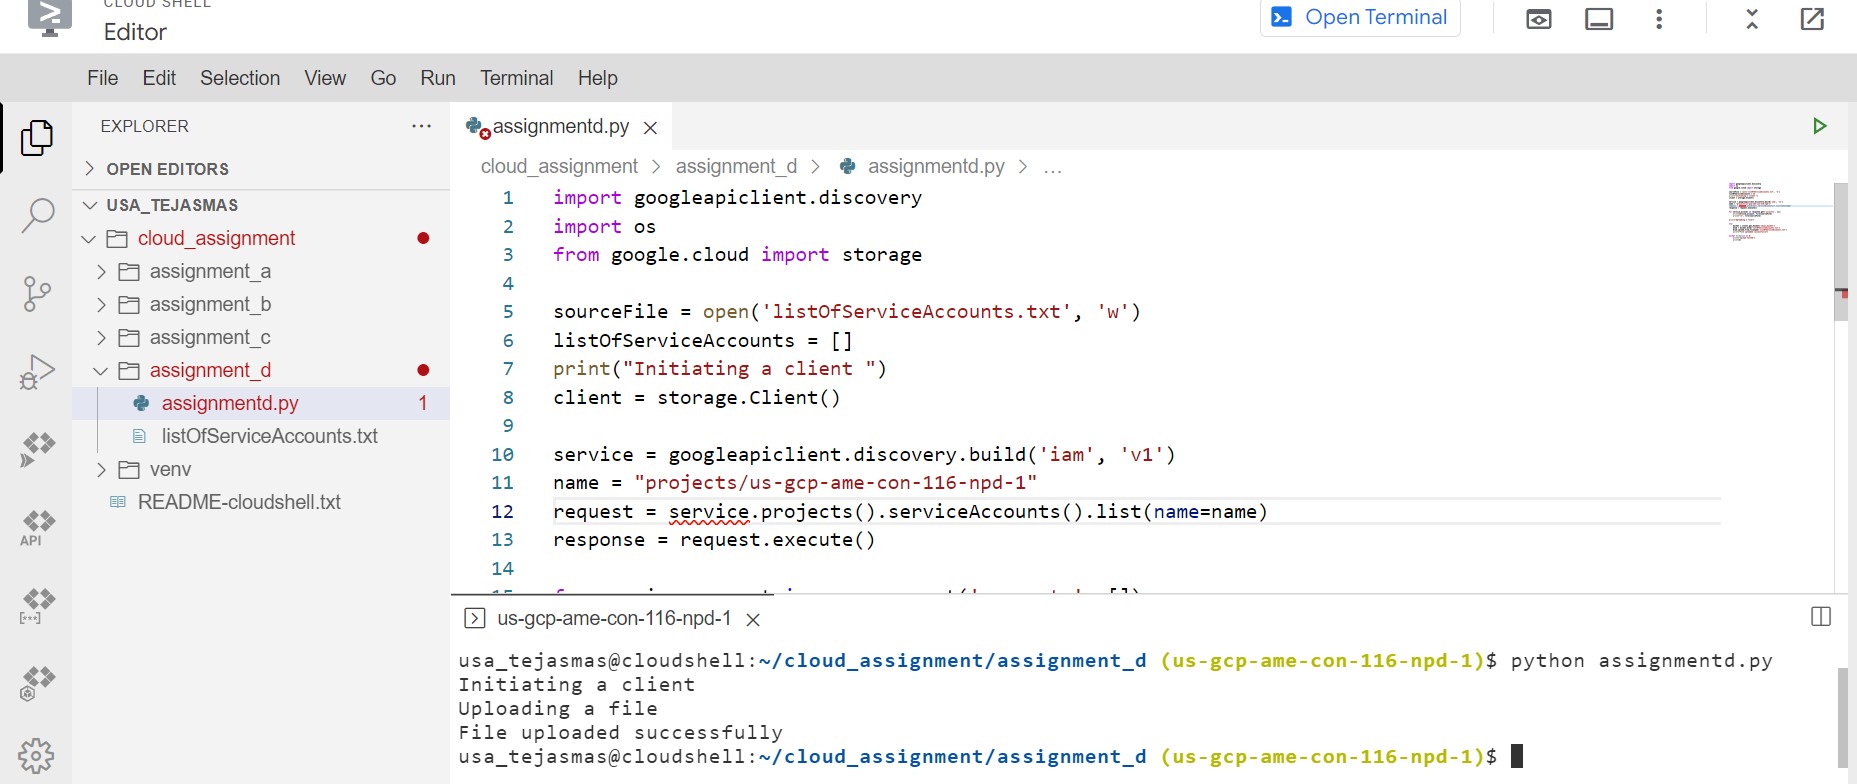 CLOUD SHELL
Editor
Open Terminal
File Edit Selection View Go Run Terminal Help
EXPLORER
OPEN EDITORS
USA_TEJASMAS
cloud_assignment
assignment_a
assignment_b
assignment_c
assignment_d
assignmentd.py 1
listOfServiceAccounts.txt
venv
README-cloudshell.txt
API
assignmentd.py
cloud_assignment > assignment_d > assignmentd.py > ...
1 import googleapiclient.discovery
2 import os
3 from google.cloud import storage
4
5 sourceFile = open('listOfServiceAccounts.txt', 'w')
6 listOfServiceAccounts = []
7 print("Initiating a client ")
8 client = storage.Client()
9
10 service = googleapiclient.discovery.build('iam', 'v1')
11 name = "projects/us-gcp-ame-con-116-npd-1"
12 request = service.projects().serviceAccounts().list(name=name)
13 response = request.execute()
14
us-gcp-ame-con-116-npd-1
usa_tejasmas@cloudshell:~/cloud_assignment/assignment_d (us-gcp-ame-con-116-npd-1)$ python assignmentd.py
Initiating a client
Uploading a file
File uploaded successfully
usa_tejasmas@cloudshell:~/cloud_assignment/assignment_d (us-gcp-ame-con-116-npd-1)$